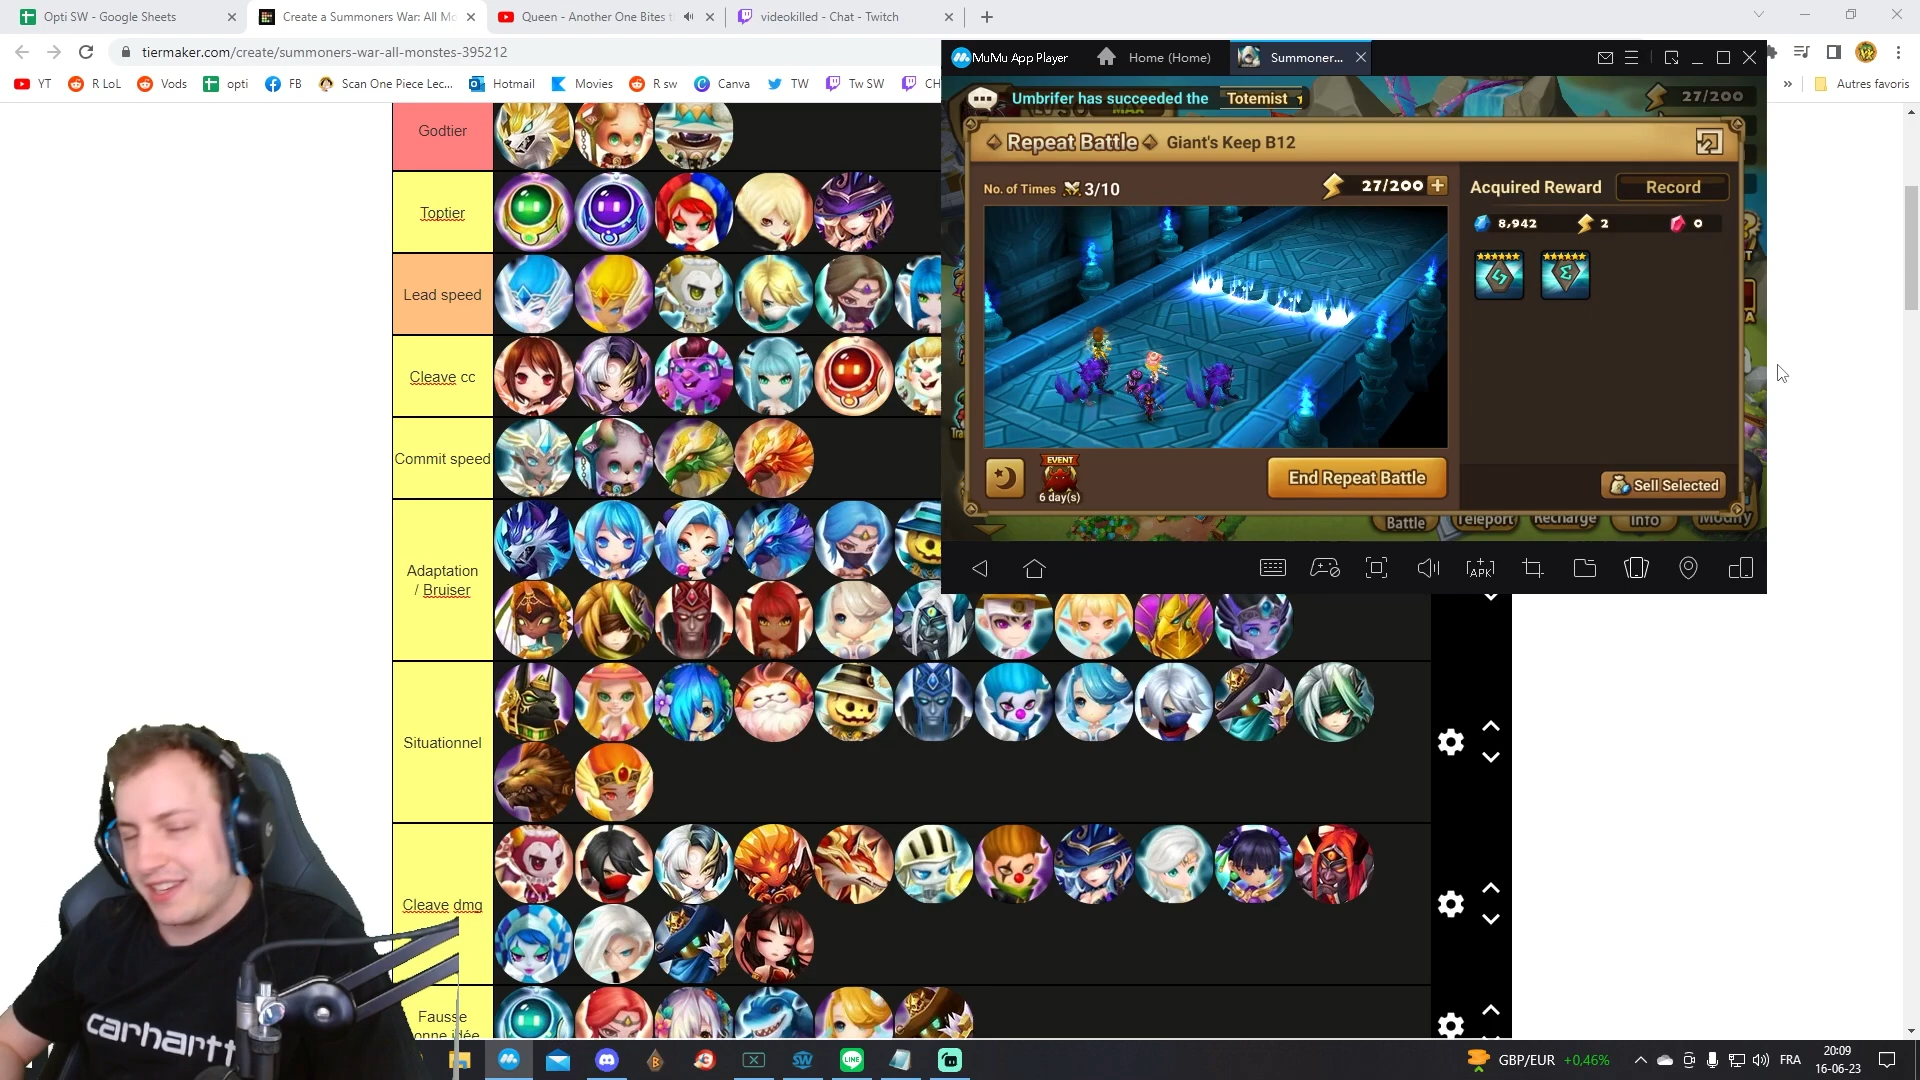 Opti SW - Google Sheets
Create a Summoners War: All Mo
Queen - Another One Bites t
videokilled - Chat - Twitch
tiermaker.com/create/summoners-war-all-monstes-395212
YT
R LoL
Vods
opti
FB
Scan One Piece Lec...
Hotmail
Movies
R sw
Canva
TW
Tw SW
CH
Autres favoris
MuMu App Player
Home (Home)
Summoner...
Umbrifer has succeeded the Totemist
27/200
Repeat Battle
Giant's Keep B12
No. of Times 3/10
27/200
Acquired Reward
Record
8,942
2
0
EVENT
6 day(s)
End Repeat Battle
Sell Selected
Battle
Teleport
Recharge
Info
Modify
APK
Godtier
Toptier
Lead speed
Cleave cc
Commit speed
Adaptation
/ Bruiser
Situationnel
Cleave dmg
Fausse
onne idée
carhartt
GBP/EUR +0,46%
FRA
20:09
16-06-23